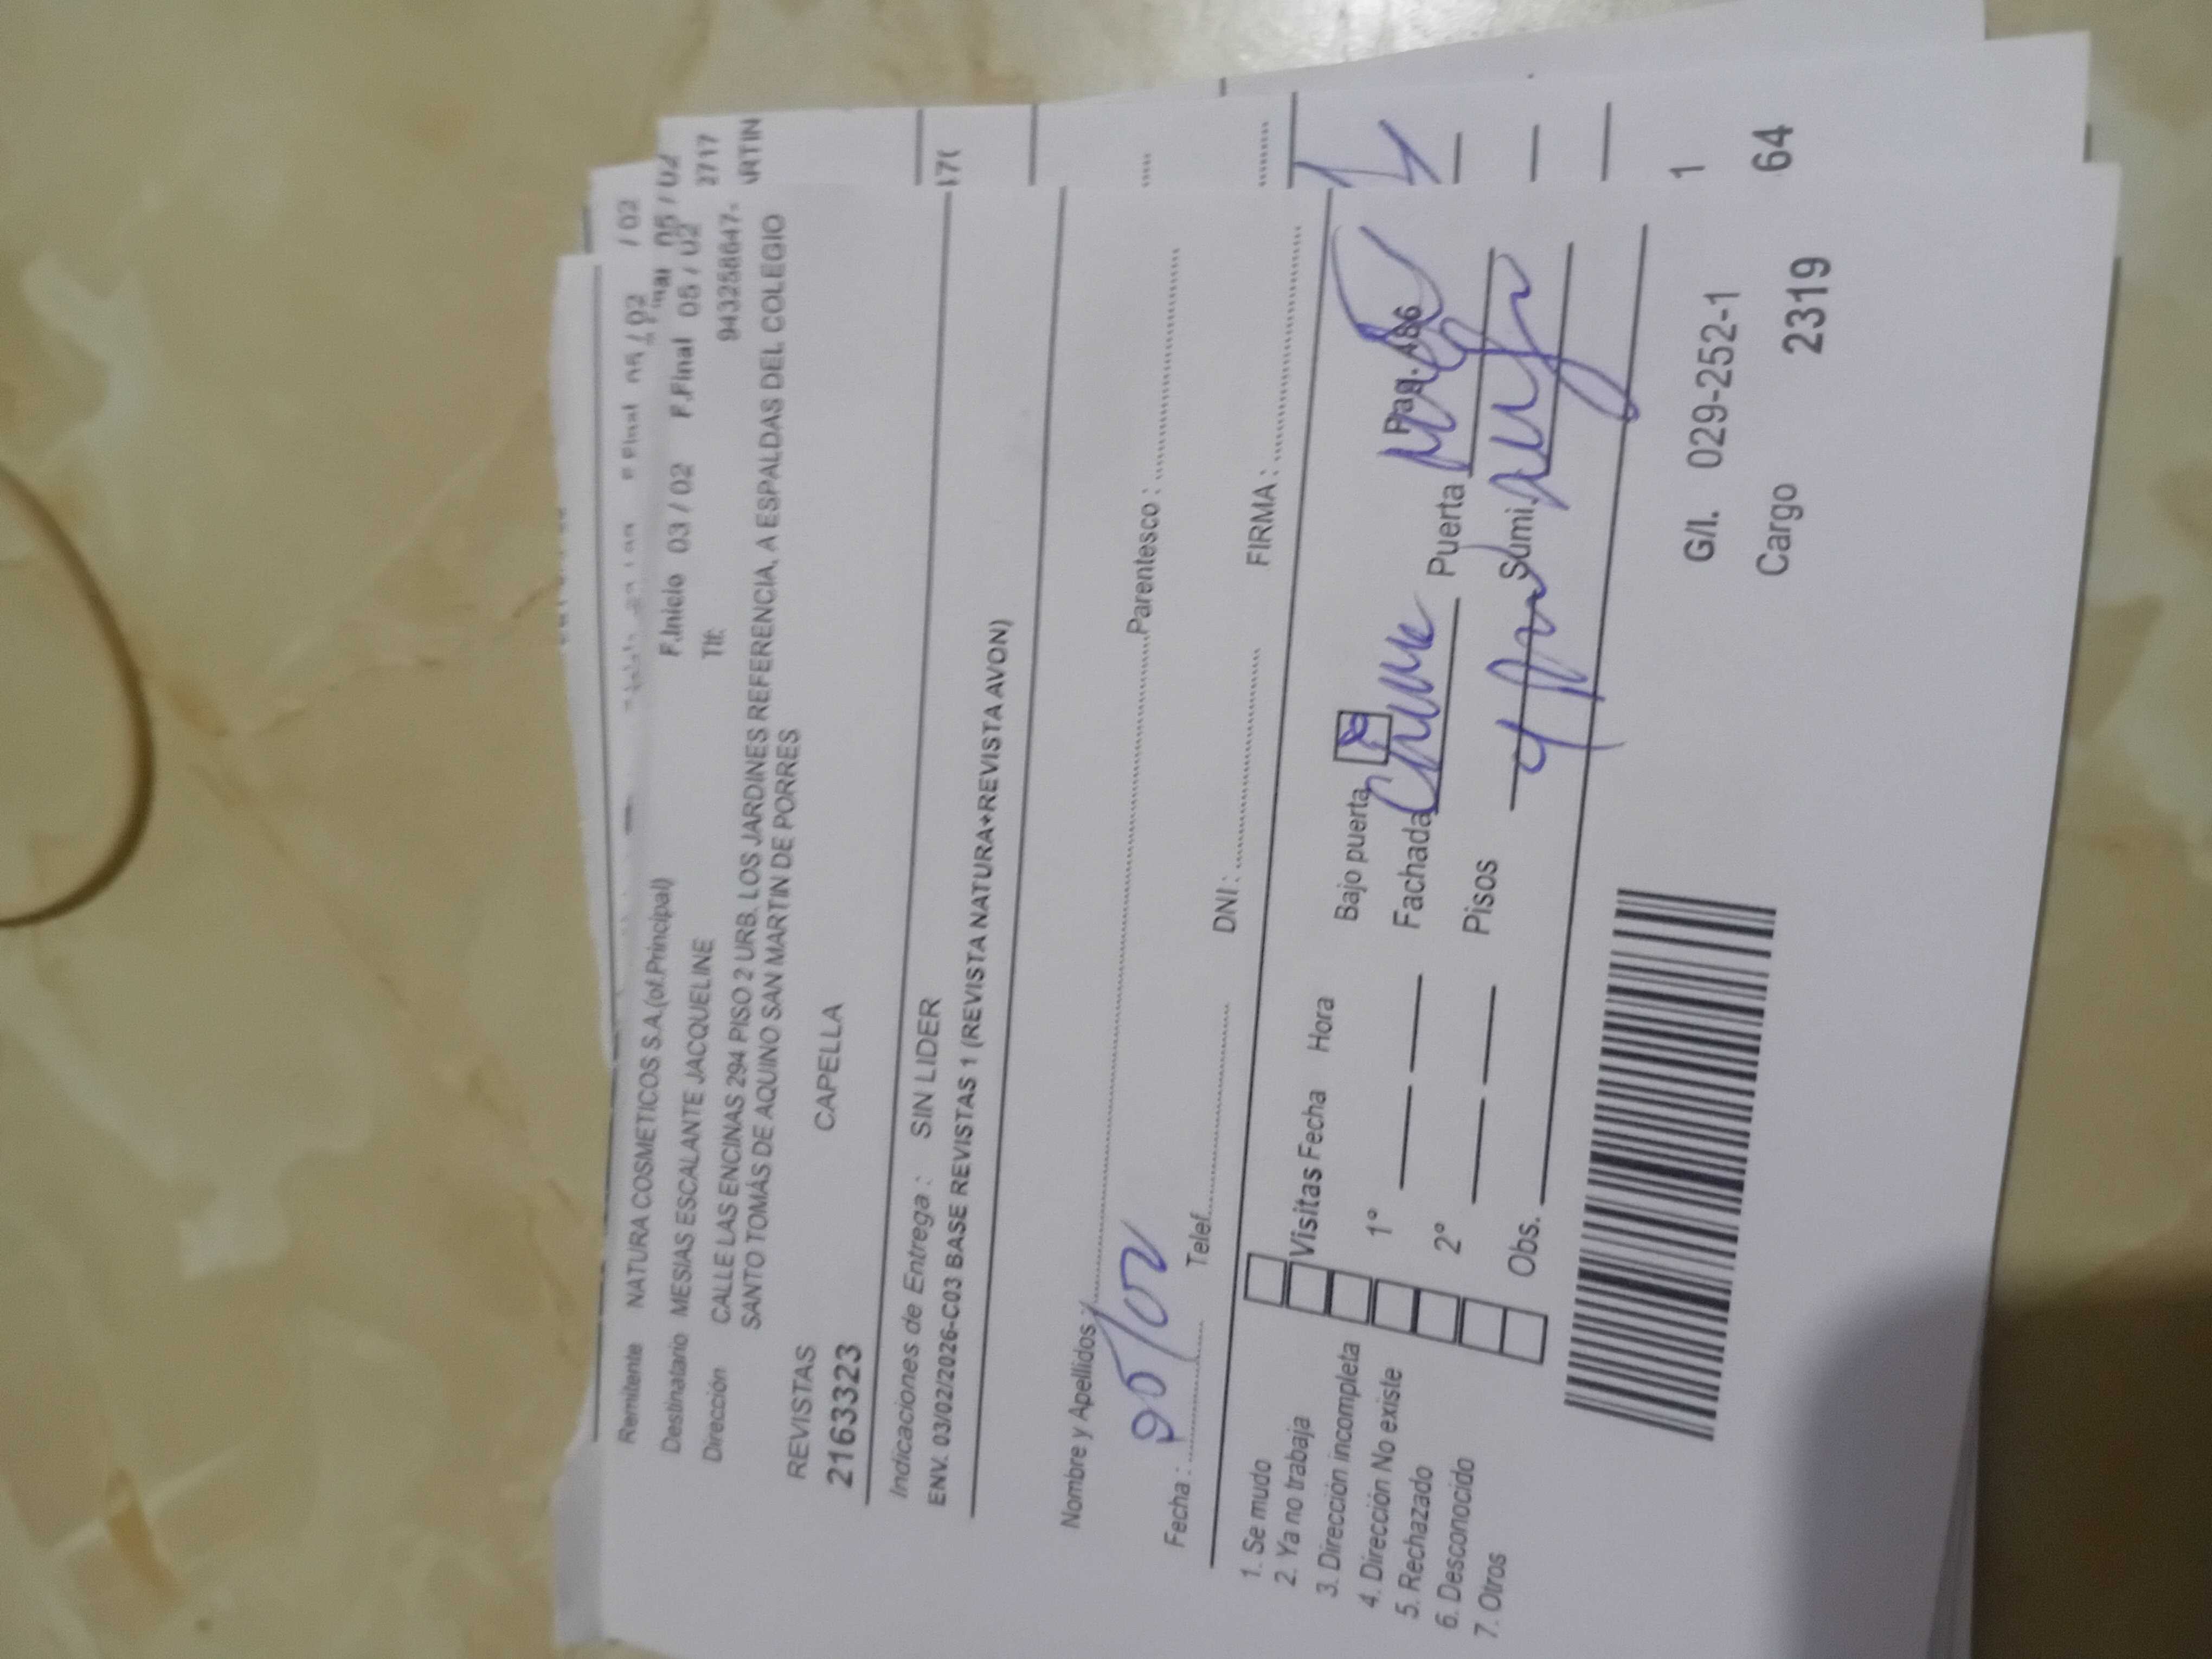 Remitente NATURA COSMETICOS S.A.(of.Principal) F.Inicio 03 / 02 F.Final 05 / 02
Destinatario MESIAS ESCALANTE JACQUELINE Tlf: 943258647-
Dirección CALLE LAS ENCINAS 294 PISO 2 URB. LOS JARDINES REFERENCIA, A ESPALDAS DEL COLEGIO
SANTO TOMÁS DE AQUINO SAN MARTIN DE PORRES
REVISTAS CAPELLA
2163323
Indicaciones de Entrega : SIN LIDER
ENV. 03/02/2026-C03 BASE REVISTAS 1 (REVISTA NATURA+REVISTA AVON)
Nombre y Apellidos Parentesco :
Fecha : Telef. DNI : FIRMA :
1. Se mudo
2. Ya no trabaja
3. Dirección incompleta
4. Dirección No existe
5. Rechazado
6. Desconocido
7. Otros
Visitas Fecha Hora Bajo puerta Pag. 486
1° Fachada Puerta
2° Pisos Sumi.
Obs.
G/I. 029-252-1 1
Cargo 2319 64
2717
ARTIN